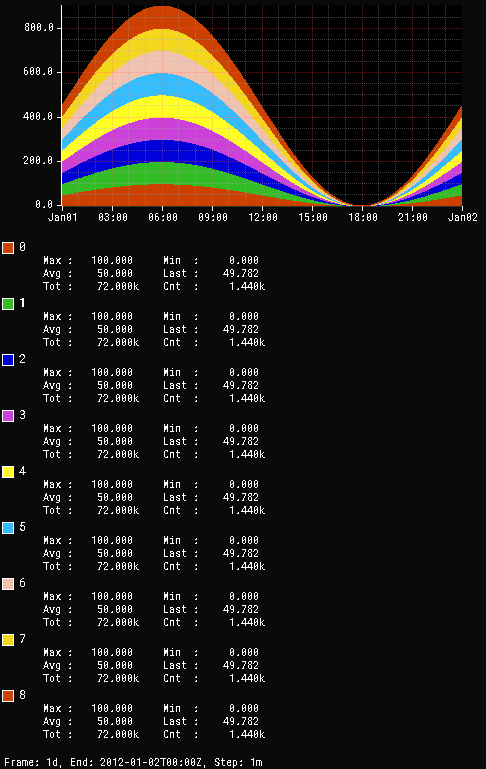 800.0
600.0
400.0
200.0
0.0
Jan01 03:00 06:00 09:00 12:00 15:00 18:00 21:00 Jan02
0
Max : 100.000 Min : 0.000
Avg : 50.000 Last : 49.782
Tot : 72.000k Cnt : 1.440k
1
Max : 100.000 Min : 0.000
Avg : 50.000 Last : 49.782
Tot : 72.000k Cnt : 1.440k
2
Max : 100.000 Min : 0.000
Avg : 50.000 Last : 49.782
Tot : 72.000k Cnt : 1.440k
3
Max : 100.000 Min : 0.000
Avg : 50.000 Last : 49.782
Tot : 72.000k Cnt : 1.440k
4
Max : 100.000 Min : 0.000
Avg : 50.000 Last : 49.782
Tot : 72.000k Cnt : 1.440k
5
Max : 100.000 Min : 0.000
Avg : 50.000 Last : 49.782
Tot : 72.000k Cnt : 1.440k
6
Max : 100.000 Min : 0.000
Avg : 50.000 Last : 49.782
Tot : 72.000k Cnt : 1.440k
7
Max : 100.000 Min : 0.000
Avg : 50.000 Last : 49.782
Tot : 72.000k Cnt : 1.440k
8
Max : 100.000 Min : 0.000
Avg : 50.000 Last : 49.782
Tot : 72.000k Cnt : 1.440k
Frame: 1d, End: 2012-01-02T00:00Z, Step: 1m